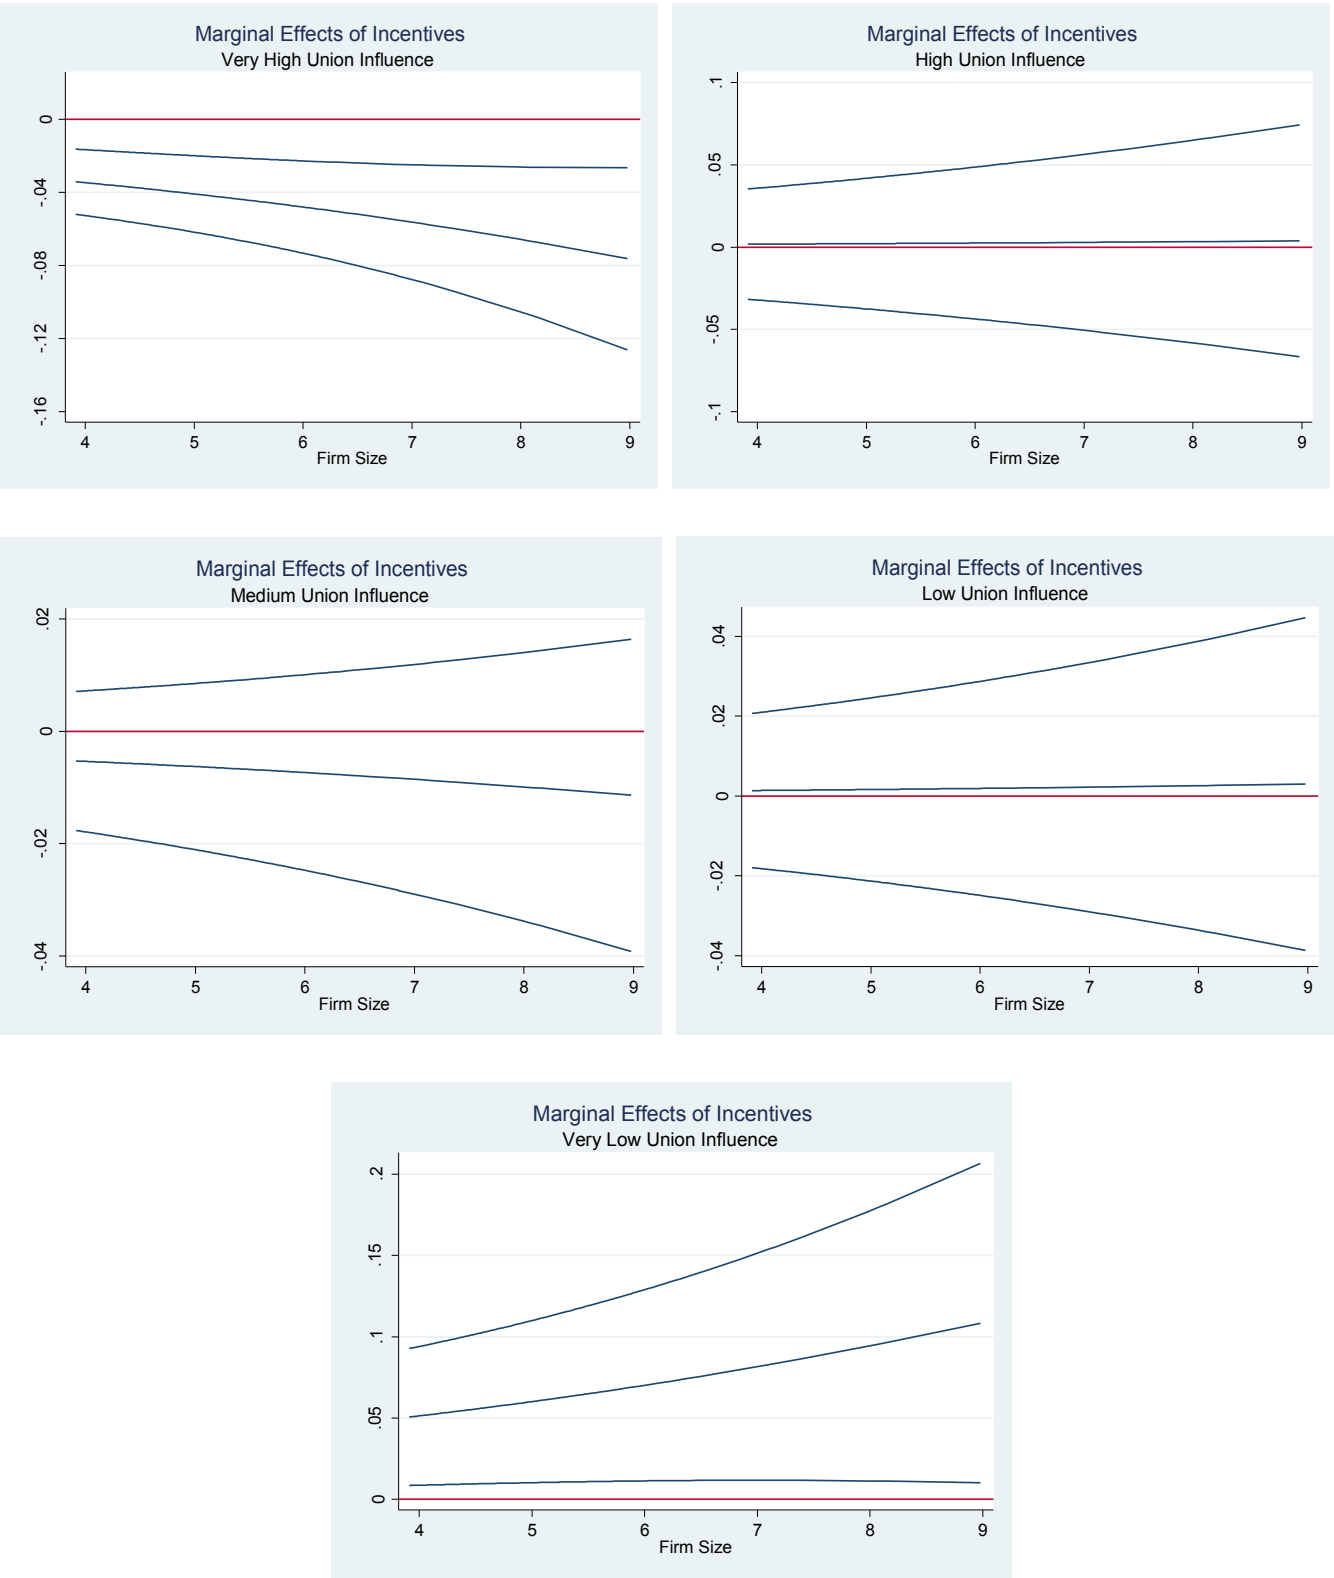 Marginal Effects of Incentives
Very High Union Influence
0
-.04
-.08
-.12
-.16
4 5 6 7 8 9
Firm Size
Marginal Effects of Incentives
High Union Influence
.1
.05
0
-.05
-.1
4 5 6 7 8 9
Firm Size
Marginal Effects of Incentives
Medium Union Influence
.02
0
-.02
-.04
4 5 6 7 8 9
Firm Size
Marginal Effects of Incentives
Low Union Influence
.04
.02
0
-.02
-.04
4 5 6 7 8 9
Firm Size
Marginal Effects of Incentives
Very Low Union Influence
.2
.15
.1
.05
0
4 5 6 7 8 9
Firm Size